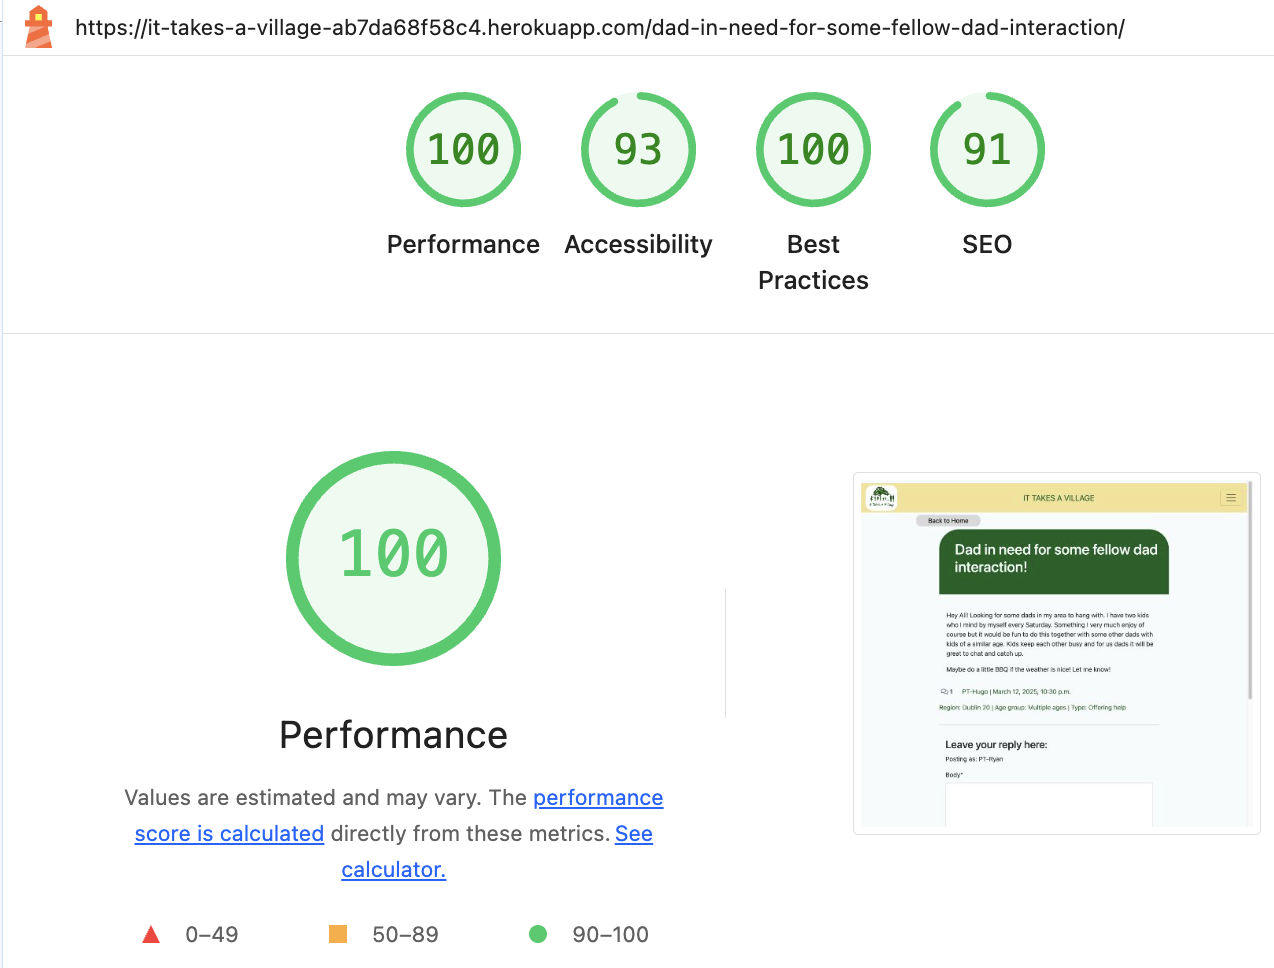 https://it-takes-a-village-ab7da68f58c4.herokuapp.com/dad-in-need-for-some-fellow-dad-interaction/
100
93
100
91
Performance
Accessibility
Best
Practices
SEO
100
Performance
Values are estimated and may vary. The performance
score is calculated directly from these metrics. See
calculator.
0–49
50–89
90–100
IT TAKES A VILLAGE
Back to Home
Dad in need for some fellow dad
interaction!
Hey All! Looking for some dads in my area to hang with. I have two kids
who I mind by myself every Saturday. Something I very much enjoy of
course but it would be fun to do this together with some other dads with
kids of a similar age. Kids keep each other busy and for us dads it will be
great to chat and catch up.
Maybe do a little BBQ if the weather is nice! Let me know!
1 PT-Hugo | March 12, 2025, 10:30 p.m.
Region: Dublin 20 | Age group: Multiple ages | Type: Offering help
Leave your reply here:
Posting as: PT-Ryan
Body*